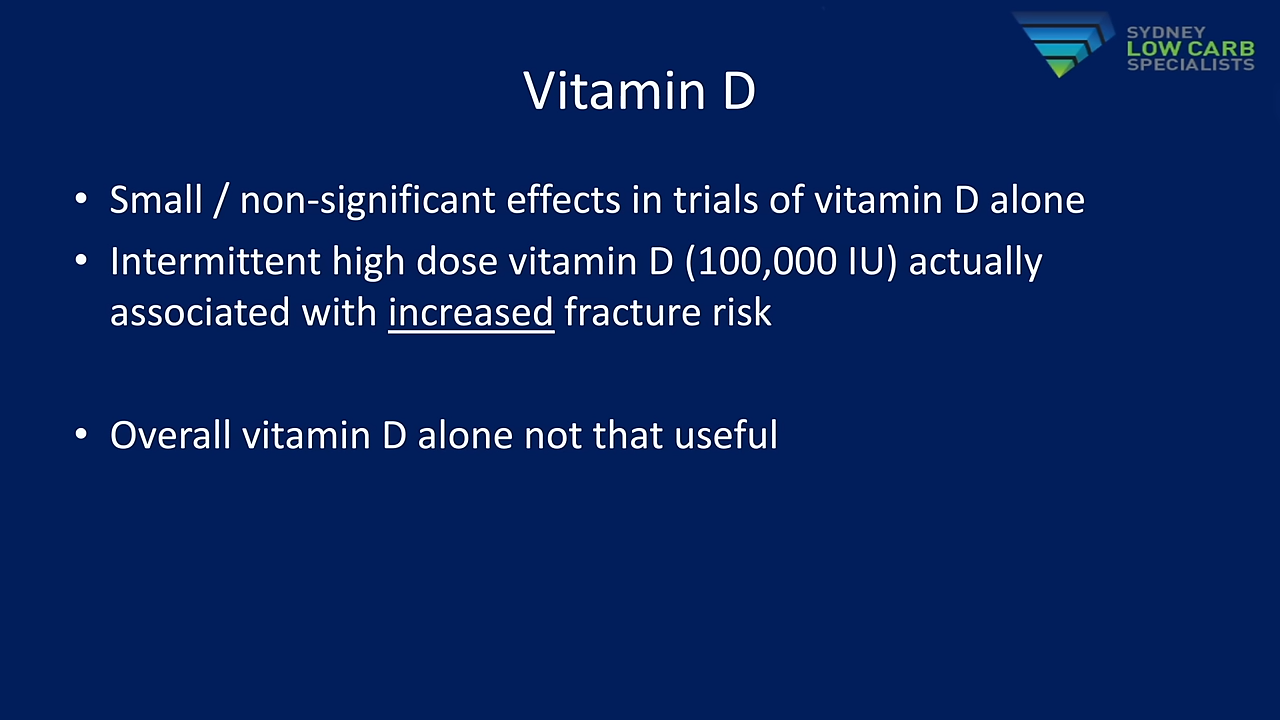 SYDNEY
LOW CARB
SPECIALISTS
Vitamin D
• Small / non-significant effects in trials of vitamin D alone
• Intermittent high dose vitamin D (100,000 IU) actually
associated with increased fracture risk
• Overall vitamin D alone not that useful